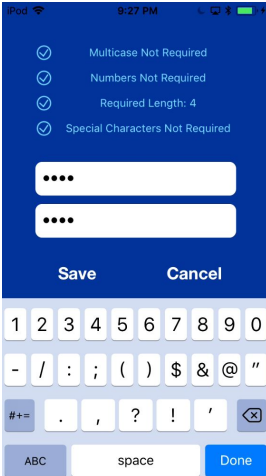 iPod 9:27 PM
Multicase Not Required
Numbers Not Required
Required Length: 4
Special Characters Not Required
••••
••••
Save Cancel
1 2 3 4 5 6 7 8 9 0
- / : ; ( ) $ & @ "
#+= . , ? ! '
ABC space Done